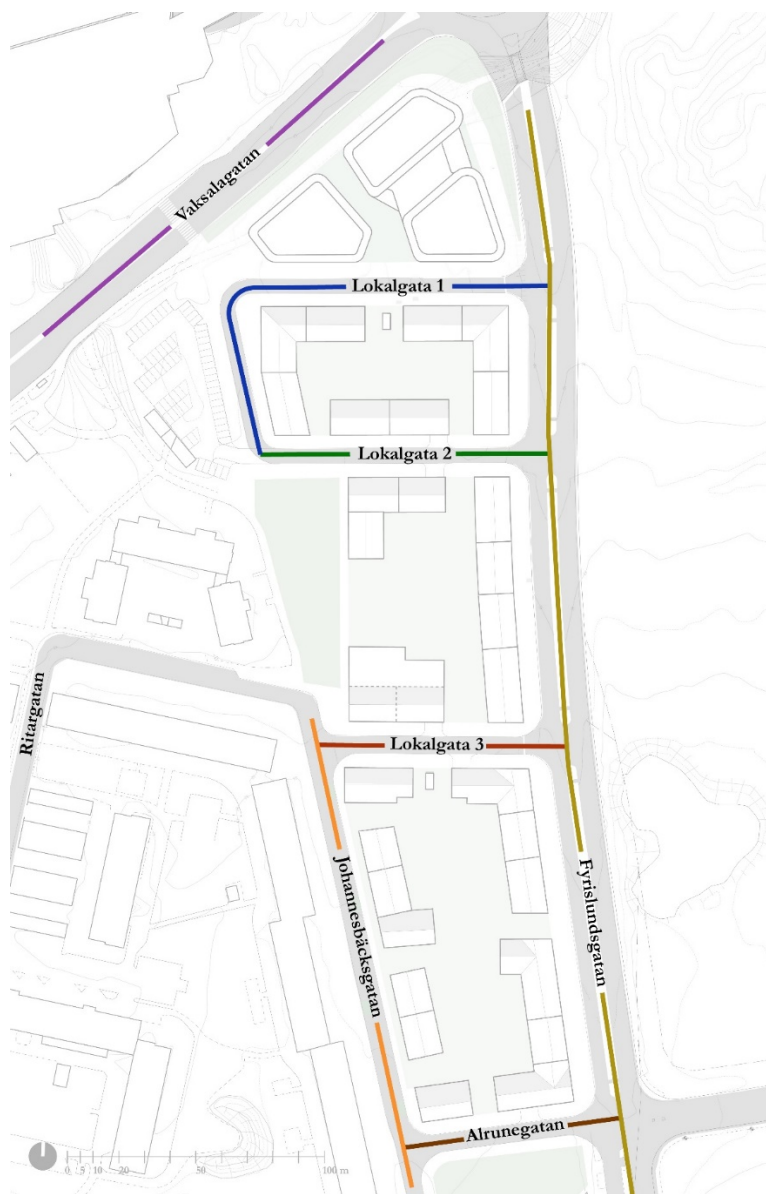 Vaksalagatan
Lokalgata 1
Lokalgata 2
Ritargatan
Lokalgata 3
Johannesbäcksgatan
Fyrislundsgatan
Alrunegatan
0 5 10 20 50 100 m